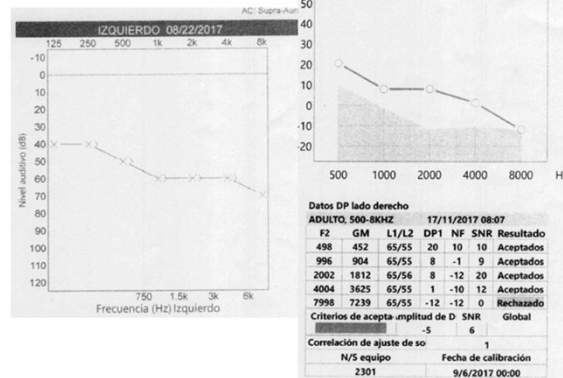 AC: Supra-Aur
IZQUIERDO 08/22/2017
125 250 500 1k 2k 4k 8k
-10
0
10
20
30
40
50
60
70
80
90
100
110
120
Nivel auditivo (dB)
750 1.5k 3k 6k
Frecuencia (Hz) Izquierdo
50
40
30
20
10
0
-10
-20
500 1000 2000 4000 8000 H
Datos DP lado derecho
ADULTO, 500-8KHZ 17/11/2017 08:07
F2 GM L1/L2 DP1 NF SNR Resultado
498 452 65/55 20 10 10 Aceptados
996 904 65/55 8 -1 9 Aceptados
2002 1812 65/56 8 -12 20 Aceptados
4004 3625 65/55 1 -10 12 Aceptados
7998 7239 65/55 -12 -12 0 Rechazado
Criterios de acepta mplitud de D SNR Global
-5 6
Correlación de ajuste de so 1
N/S equipo Fecha de calibración
2301 9/6/2017 00:00